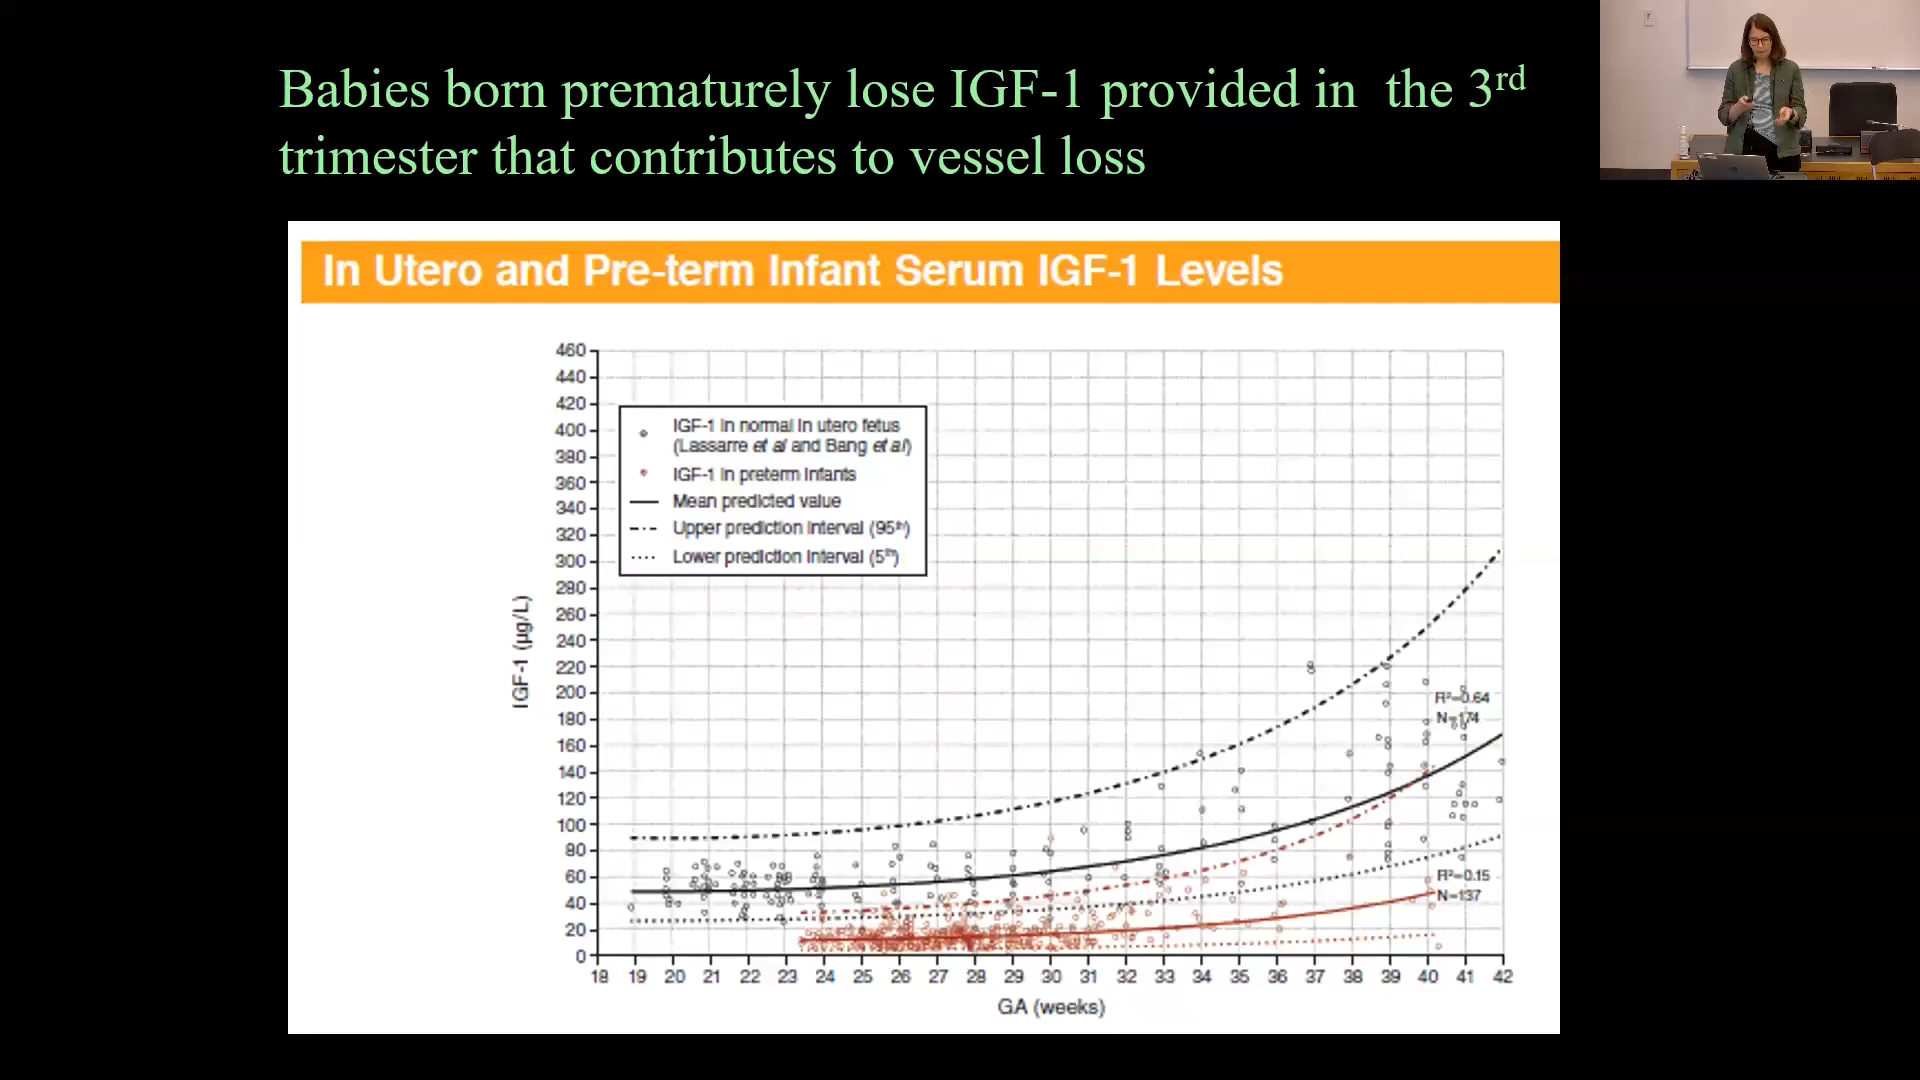 Babies born prematurely lose IGF-1 provided in the 3rd
trimester that contributes to vessel loss
In Utero and Pre-term Infant Serum IGF-1 Levels
460
440
420
400
380
360
340
320
300
280
260
240
220
200
180
160
140
120
100
80
60
40
20
0
IGF-1 (µg/L)
IGF-1 in normal in utero fetus
(Lassarre et al and Bang et al)
IGF-1 in preterm infants
Mean predicted value
Upper prediction interval (95th)
Lower prediction interval (5th)
R²=0.64
N=174
R²=0.15
N=137
18 19 20 21 22 23 24 25 26 27 28 29 30 31 32 33 34 35 36 37 38 39 40 41 42
GA (weeks)